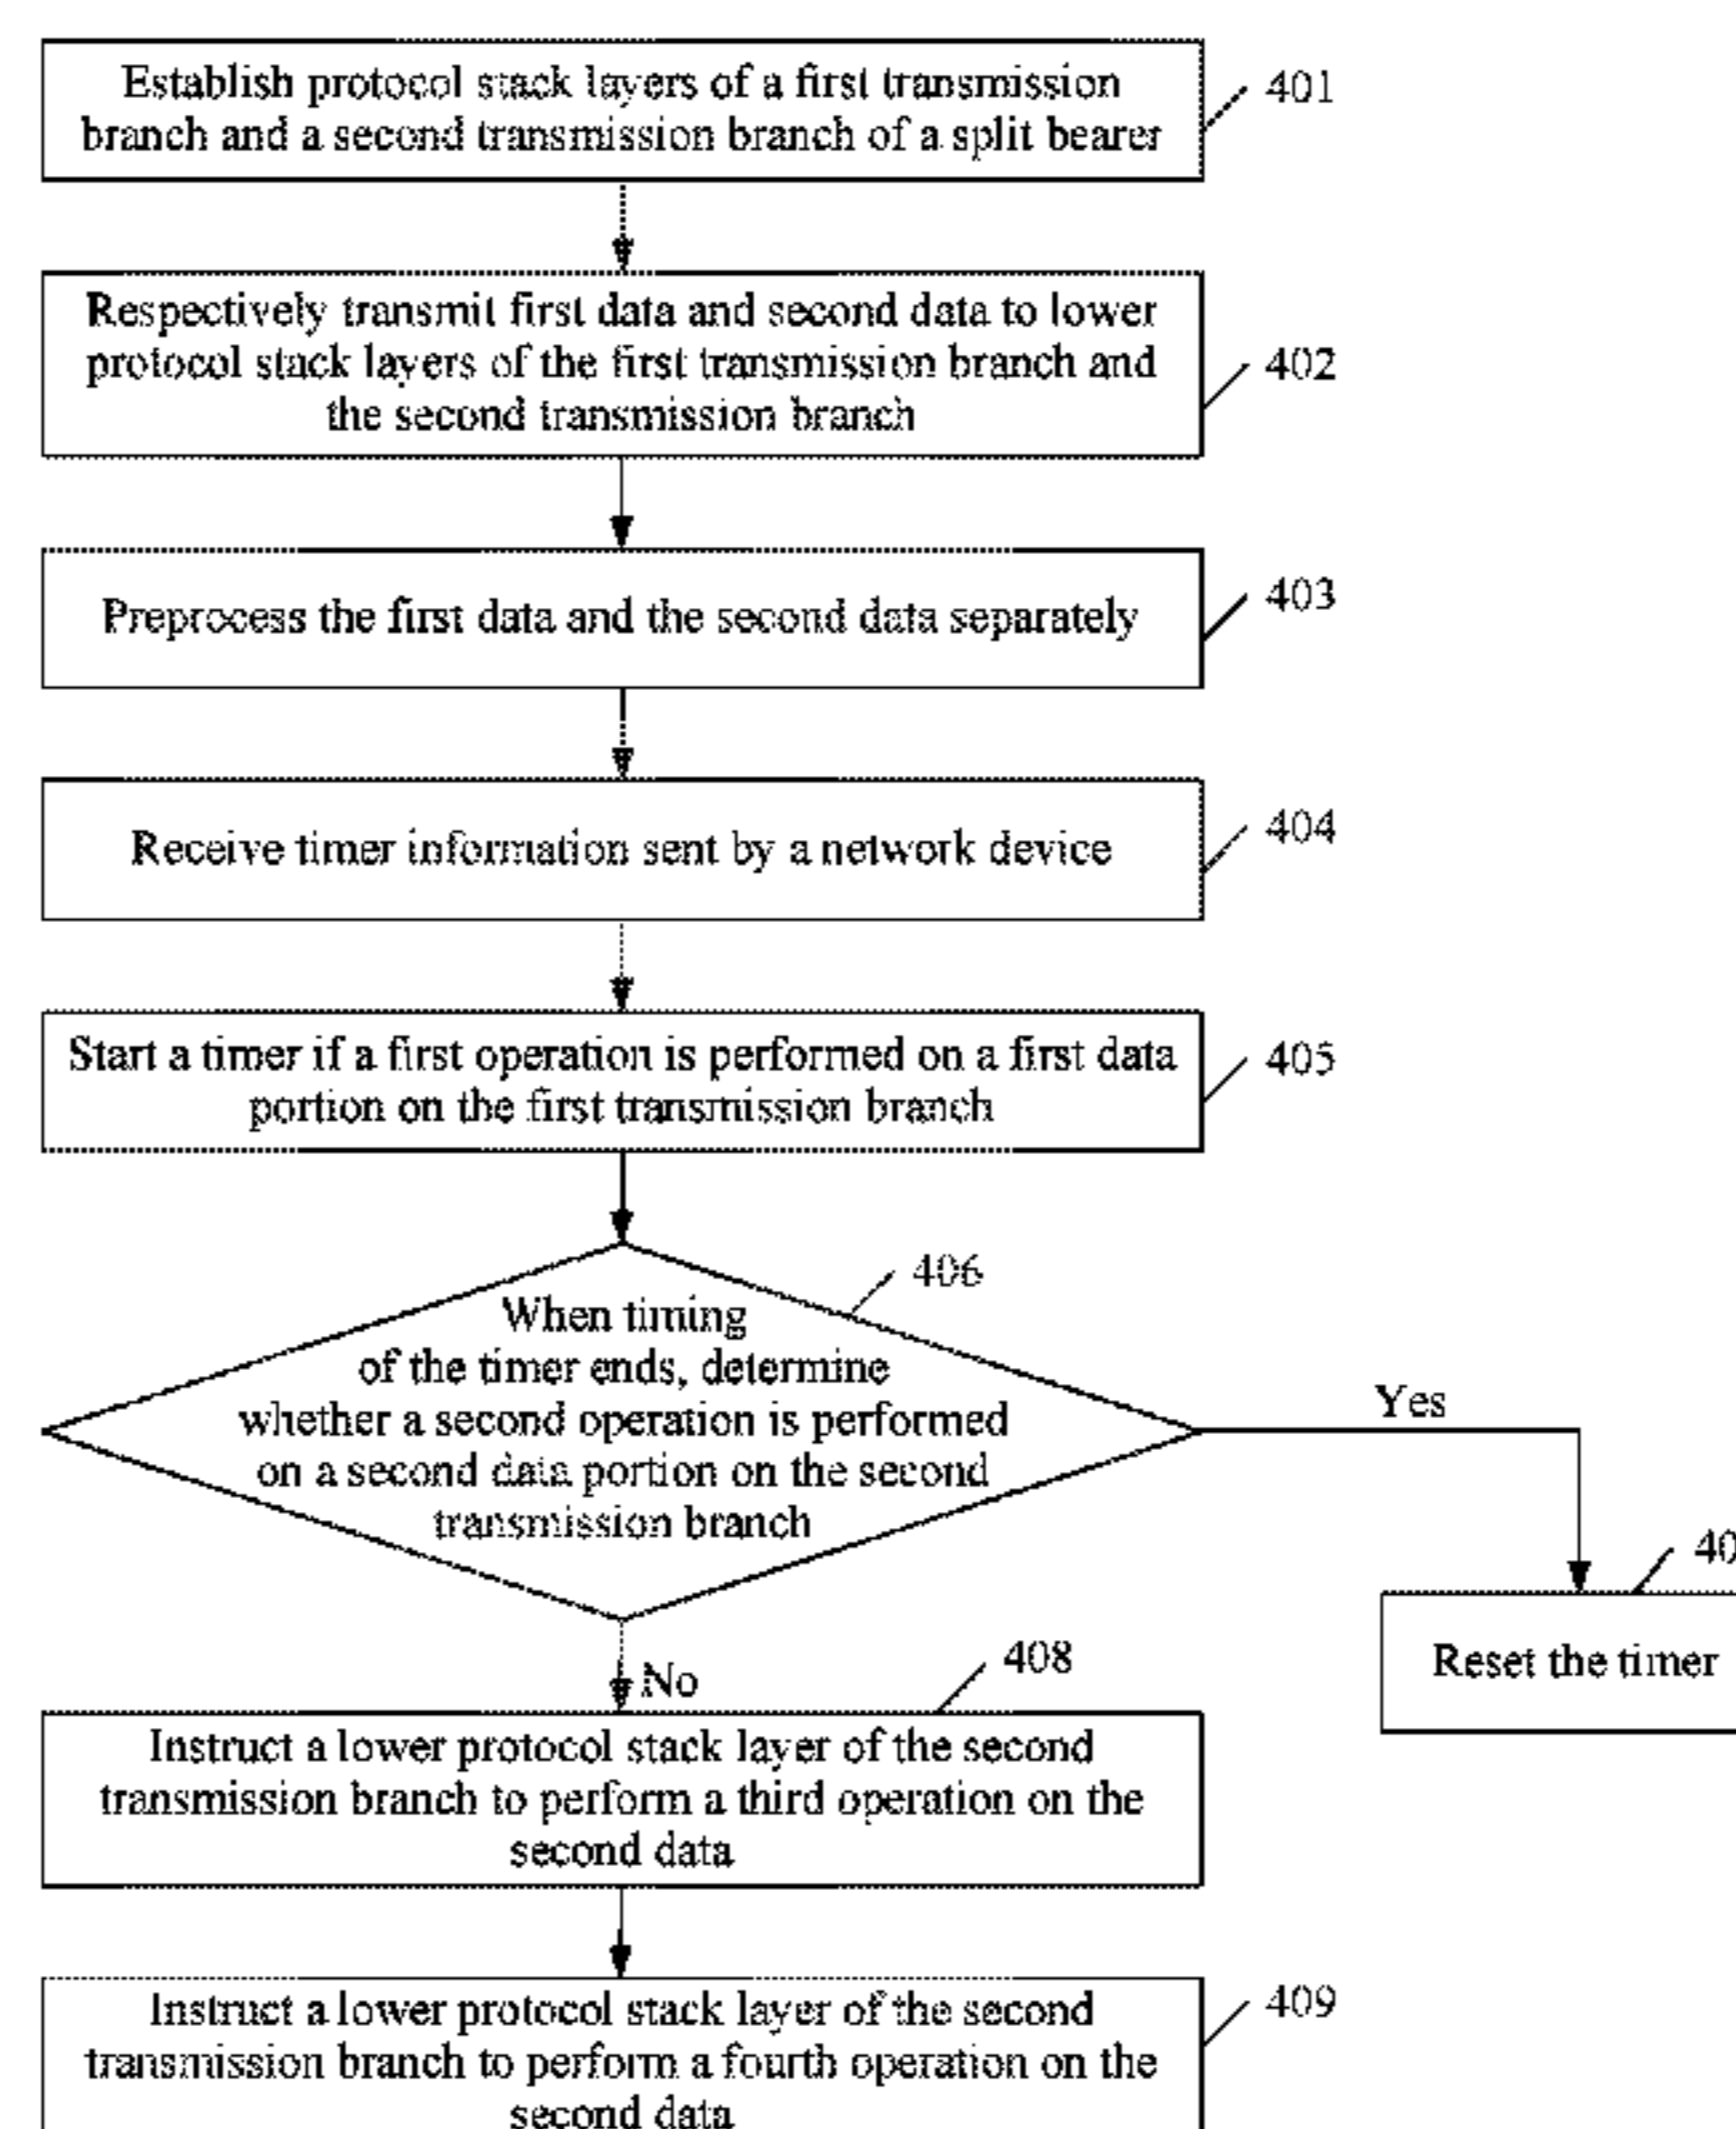 Establish protocol stack layers of a first transmission
branch and a second transmission branch of a split bearer
401
Respectively transmit first data and second data to lower
protocol stack layers of the first transmission branch and
the second transmission branch
402
Preprocess the first data and the second data separately
403
Receive timer information sent by a network device
404
Start a timer if a first operation is performed on a first data
portion on the first transmission branch
405
406
When timing
of the timer ends, determine
whether a second operation is performed
on a second data portion on the second
transmission branch
Yes
Reset the timer
No
408
Instruct a lower protocol stack layer of the second
transmission branch to perform a third operation on the
second data
Instruct a lower protocol stack layer of the second
transmission branch to perform a fourth operation on the
second data
409